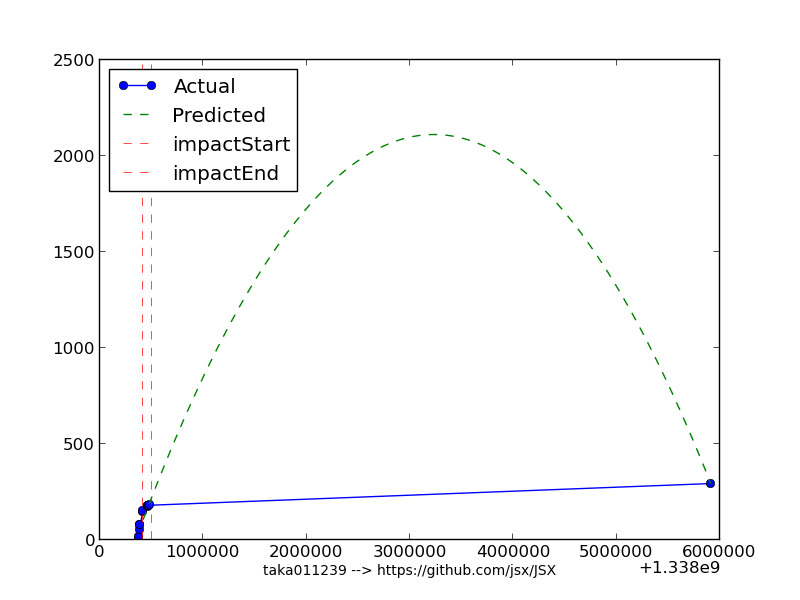 2500
2000
1500
1000
500
0
Actual
Predicted
impactStart
impactEnd
0 1000000 2000000 3000000 4000000 5000000 6000000
+1.338e9
taka011239 --> https://github.com/jsx/JSX